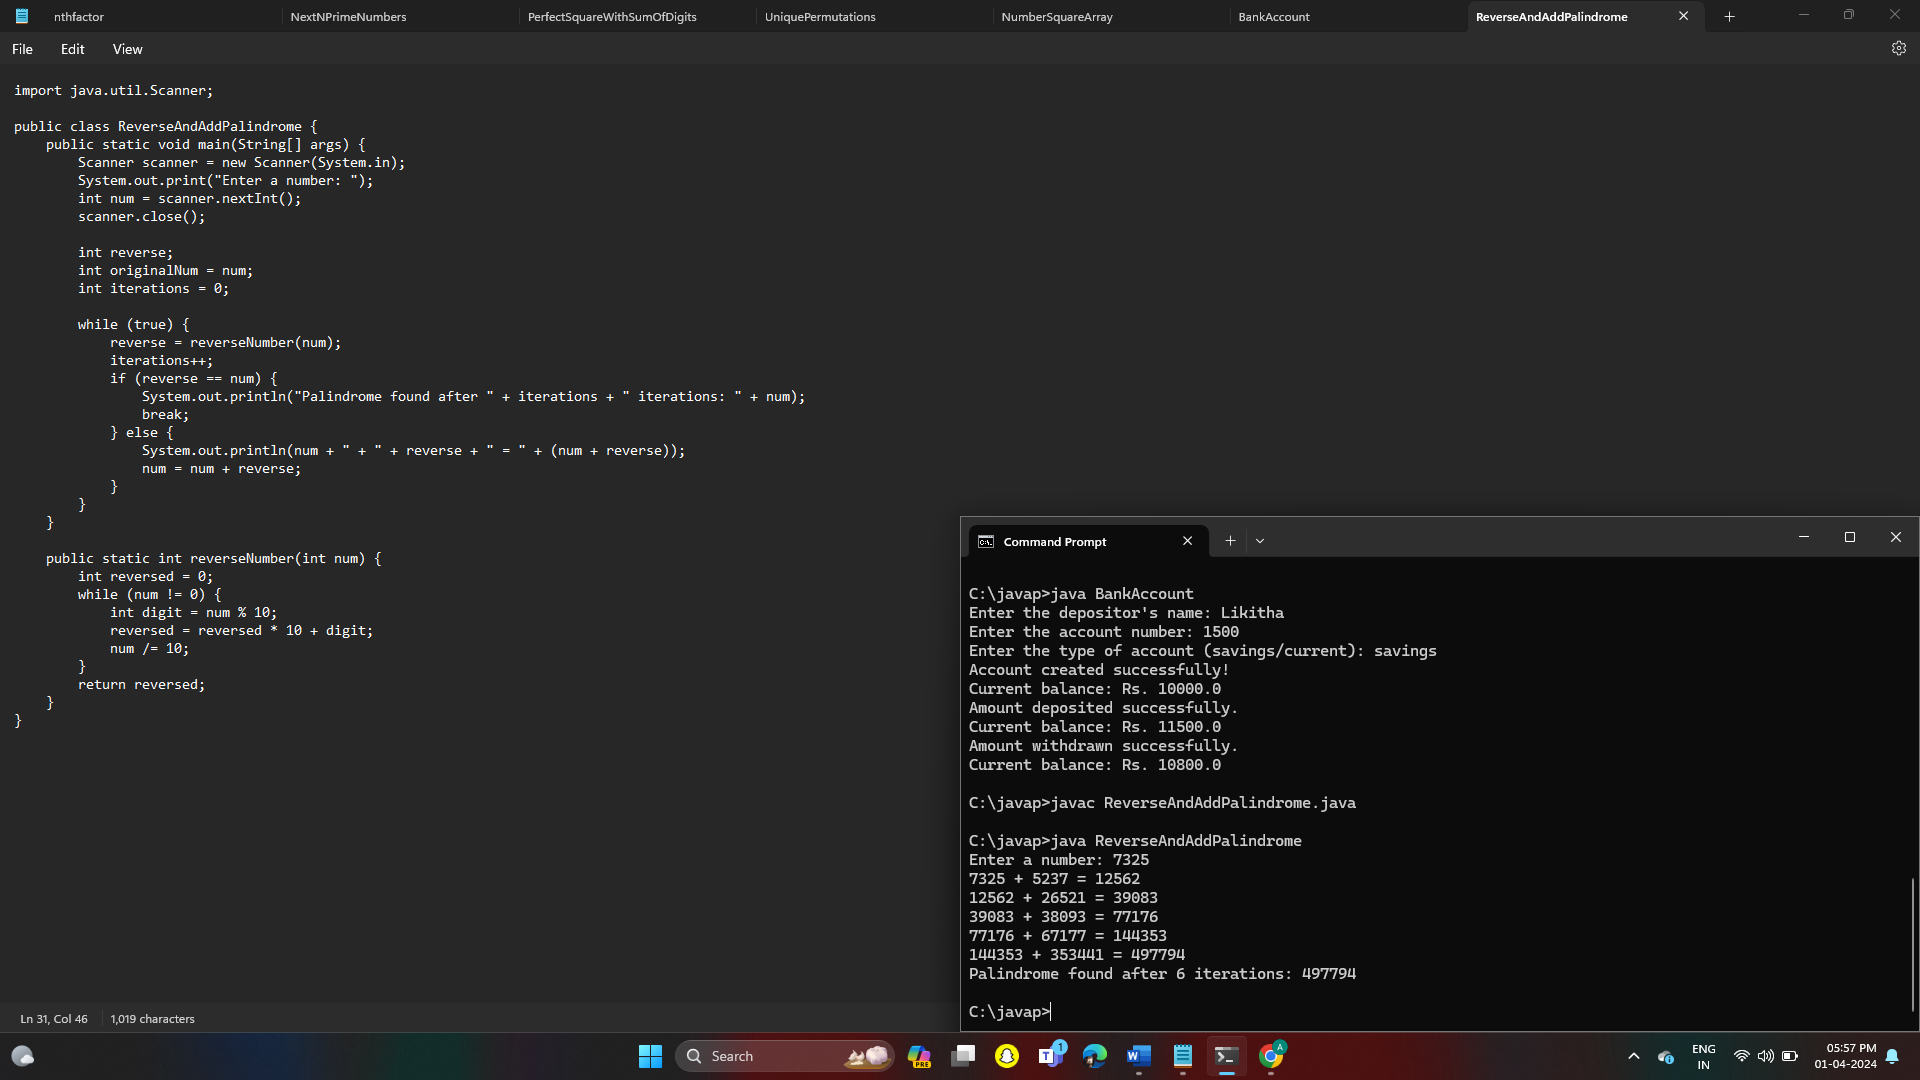 nthfactor
NextNPrimeNumbers
PerfectSquareWithSumOfDigits
UniquePermutations
NumberSquareArray
BankAccount
ReverseAndAddPalindrome
File
Edit
View
import java.util.Scanner;
public class ReverseAndAddPalindrome {
public static void main(String[] args) {
Scanner scanner = new Scanner(System.in);
System.out.print("Enter a number: ");
int num = scanner.nextInt();
scanner.close();
int reverse;
int originalNum = num;
int iterations = 0;
while (true) {
reverse = reverseNumber(num);
iterations++;
if (reverse == num) {
System.out.println("Palindrome found after " + iterations + " iterations: " + num);
break;
} else {
System.out.println(num + " + " + reverse + " = " + (num + reverse));
num = num + reverse;
}
}
}
public static int reverseNumber(int num) {
int reversed = 0;
while (num != 0) {
int digit = num % 10;
reversed = reversed * 10 + digit;
num /= 10;
}
return reversed;
}
}
Ln 31, Col 46
1,019 characters
Command Prompt
C:\javap>java BankAccount
Enter the depositor's name: Likitha
Enter the account number: 1500
Enter the type of account (savings/current): savings
Account created successfully!
Current balance: Rs. 10000.0
Amount deposited successfully.
Current balance: Rs. 11500.0
Amount withdrawn successfully.
Current balance: Rs. 10800.0
C:\javap>javac ReverseAndAddPalindrome.java
C:\javap>java ReverseAndAddPalindrome
Enter a number: 7325
7325 + 5237 = 12562
12562 + 26521 = 39083
39083 + 38093 = 77176
77176 + 67177 = 144353
144353 + 353441 = 497794
Palindrome found after 6 iterations: 497794
C:\javap>
Search
PRE
T
1
W
A
ENG
IN
05:57 PM
01-04-2024